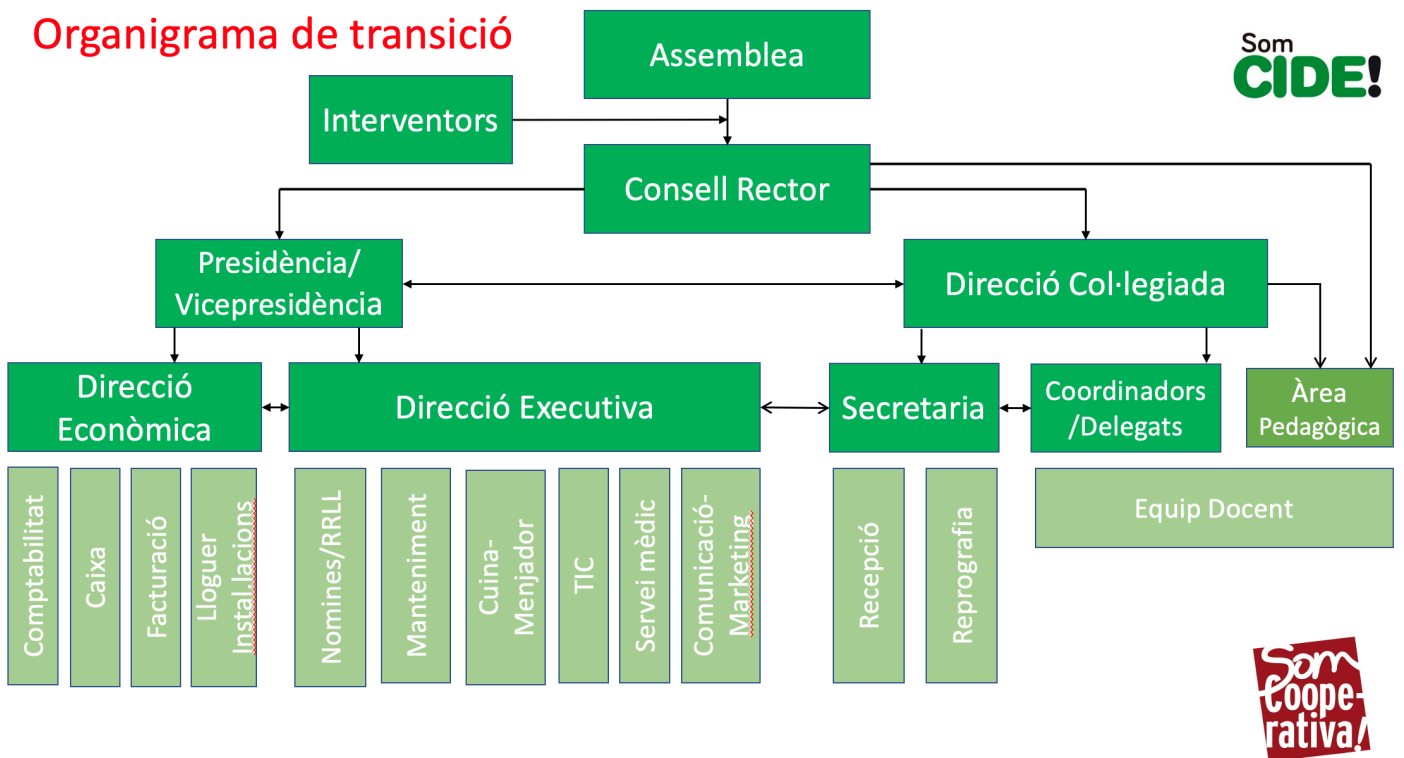 Organigrama de transició
Som
CIDE!
Assemblea
Interventors
Consell Rector
Presidència/
Vicepresidència
Direcció Col·legiada
Direcció
Econòmica
Direcció Executiva
Secretaria
Coordinadors
/Delegats
Àrea
Pedagògica
Comptabilitat
Caixa
Facturació
Lloguer
Instal.lacions
Nomines/RRLL
Manteniment
Cuina-
Menjador
TIC
Servei mèdic
Comunicació-
Marketing
Recepció
Reprografia
Equip Docent
Som
Coope-
rativa!